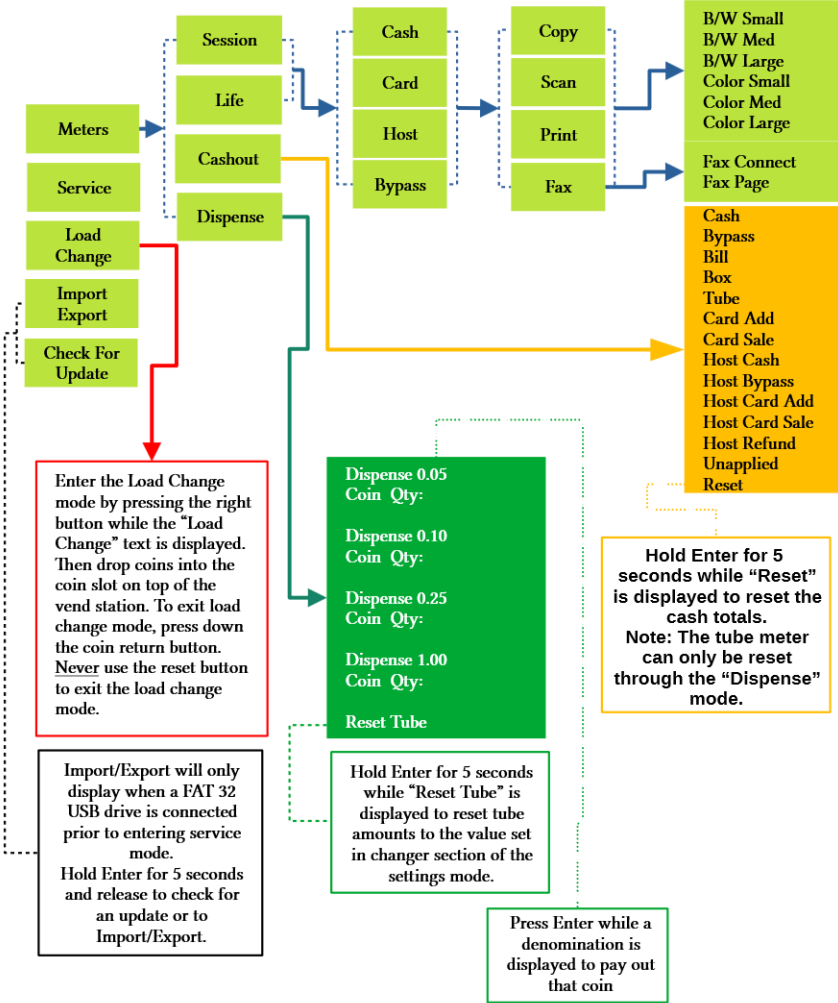 Meters
Service
Load
Change
Import
Export
Check For
Update
Session
Life
Cashout
Dispense
Cash
Card
Host
Bypass
Copy
Scan
Print
Fax
B/W Small
B/W Med
B/W Large
Color Small
Color Med
Color Large
Fax Connect
Fax Page
Cash
Bypass
Bill
Box
Tube
Card Add
Card Sale
Host Cash
Host Bypass
Host Card Add
Host Card Sale
Host Refund
Unapplied
Reset
Enter the Load Change
mode by pressing the right
button while the “Load
Change” text is displayed.
Then drop coins into the
coin slot on top of the
vend station. To exit load
change mode, press down
the coin return button.
Never use the reset button
to exit the load change
mode.
Dispense 0.05
Coin Qty:
Dispense 0.10
Coin Qty:
Dispense 0.25
Coin Qty:
Dispense 1.00
Coin Qty:
Reset Tube
Hold Enter for 5
seconds while “Reset”
is displayed to reset the
cash totals.
Note: The tube meter
can only be reset
through the “Dispense”
mode.
Import/Export will only
display when a FAT 32
USB drive is connected
prior to entering service
mode.
Hold Enter for 5 seconds
and release to check for
an update or to
Import/Export.
Hold Enter for 5 seconds
while “Reset Tube” is
displayed to reset tube
amounts to the value set
in changer section of the
settings mode.
Press Enter while a
denomination is
displayed to pay out
that coin